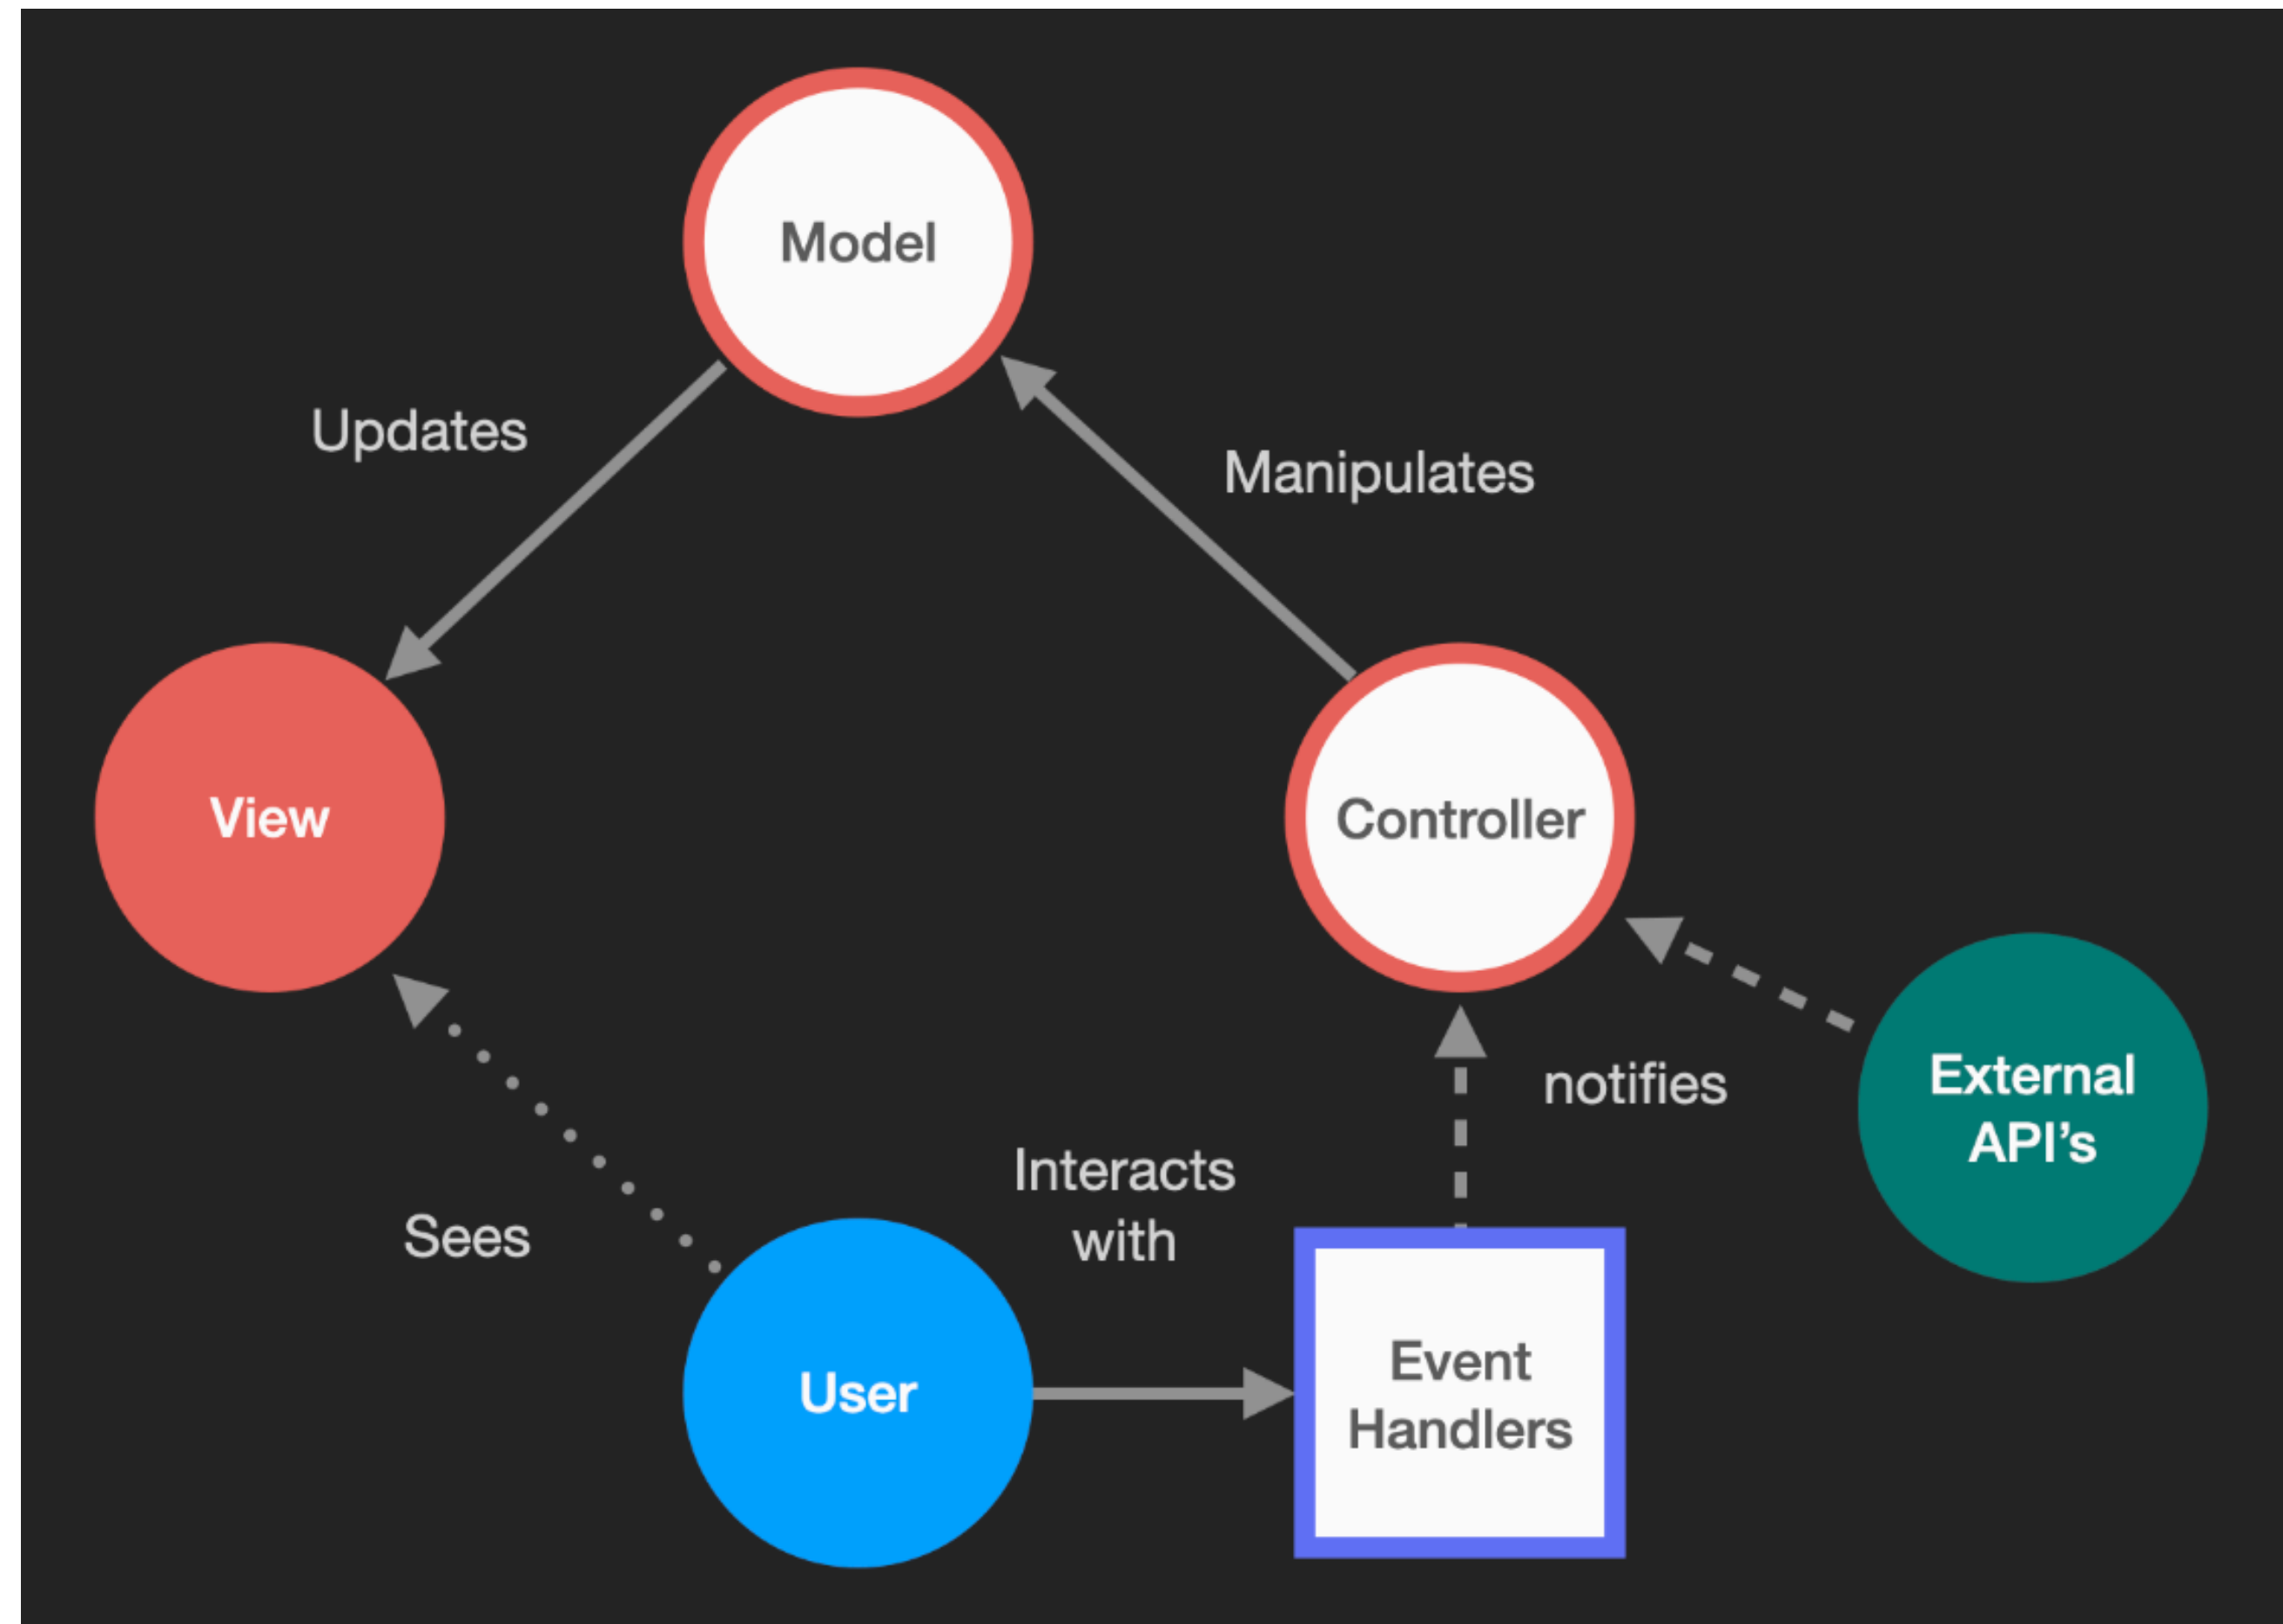 Model
Updates
Manipulates
View
Controller
External
API’s
notifies
Interacts
with
Sees
User
Event
Handlers